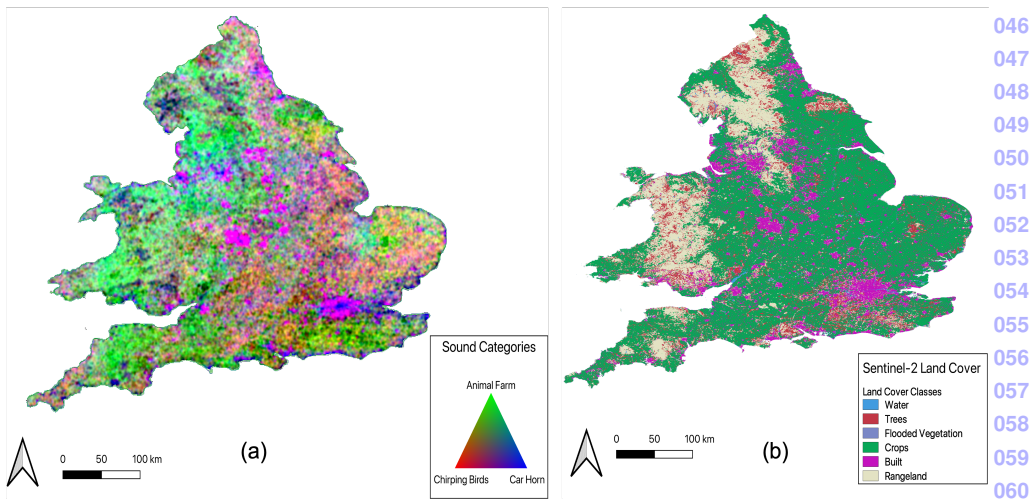 Sound Categories
Animal Farm
Chirping Birds
Car Horn
0
50
100 km
(a)
Sentinel-2 Land Cover
Land Cover Classes
Water
Trees
Flooded Vegetation
Crops
Built
Rangeland
0
50
100 km
(b)
046
047
048
049
050
051
052
053
054
055
056
057
058
059
060